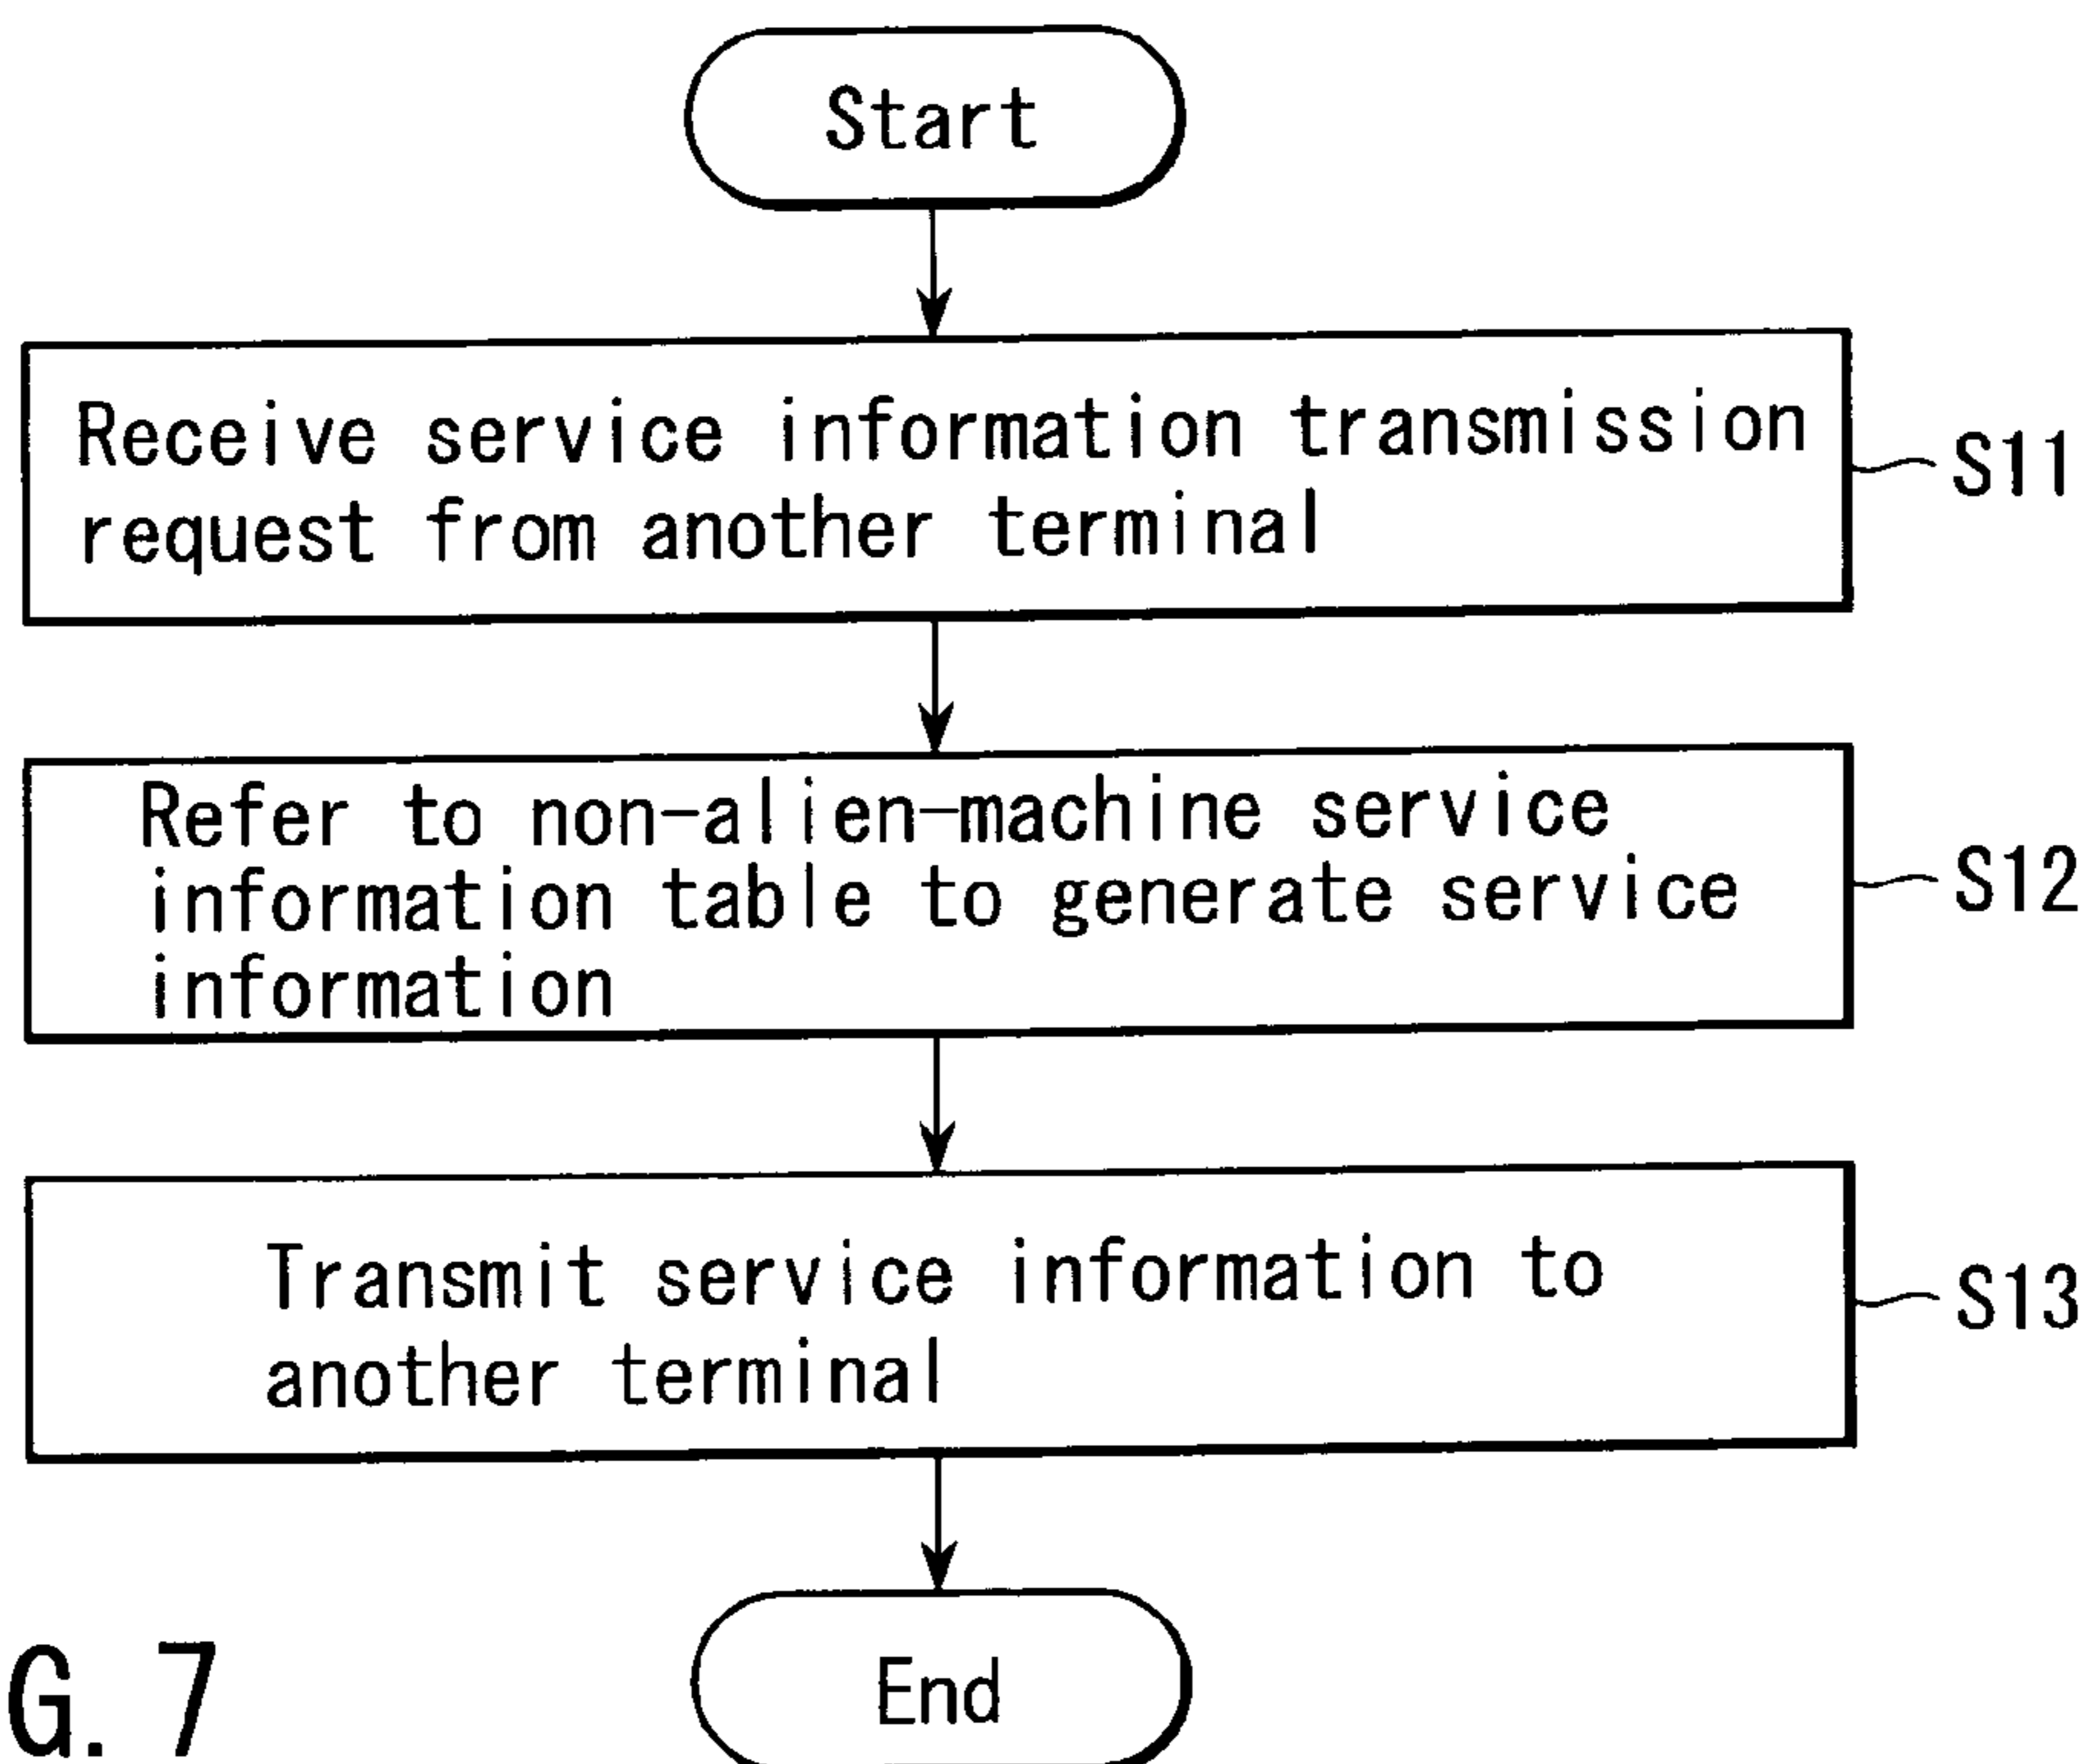 Start
Receive service information transmission
request from another terminal
S11
Refer to non-alien-machine service
information table to generate service
information
S12
Transmit service information to
another terminal
S13
End
G. 7